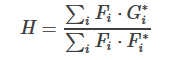 H = \frac{\sum_i F_i \cdot G_i^*}{\sum_i F_i \cdot F_i^*}